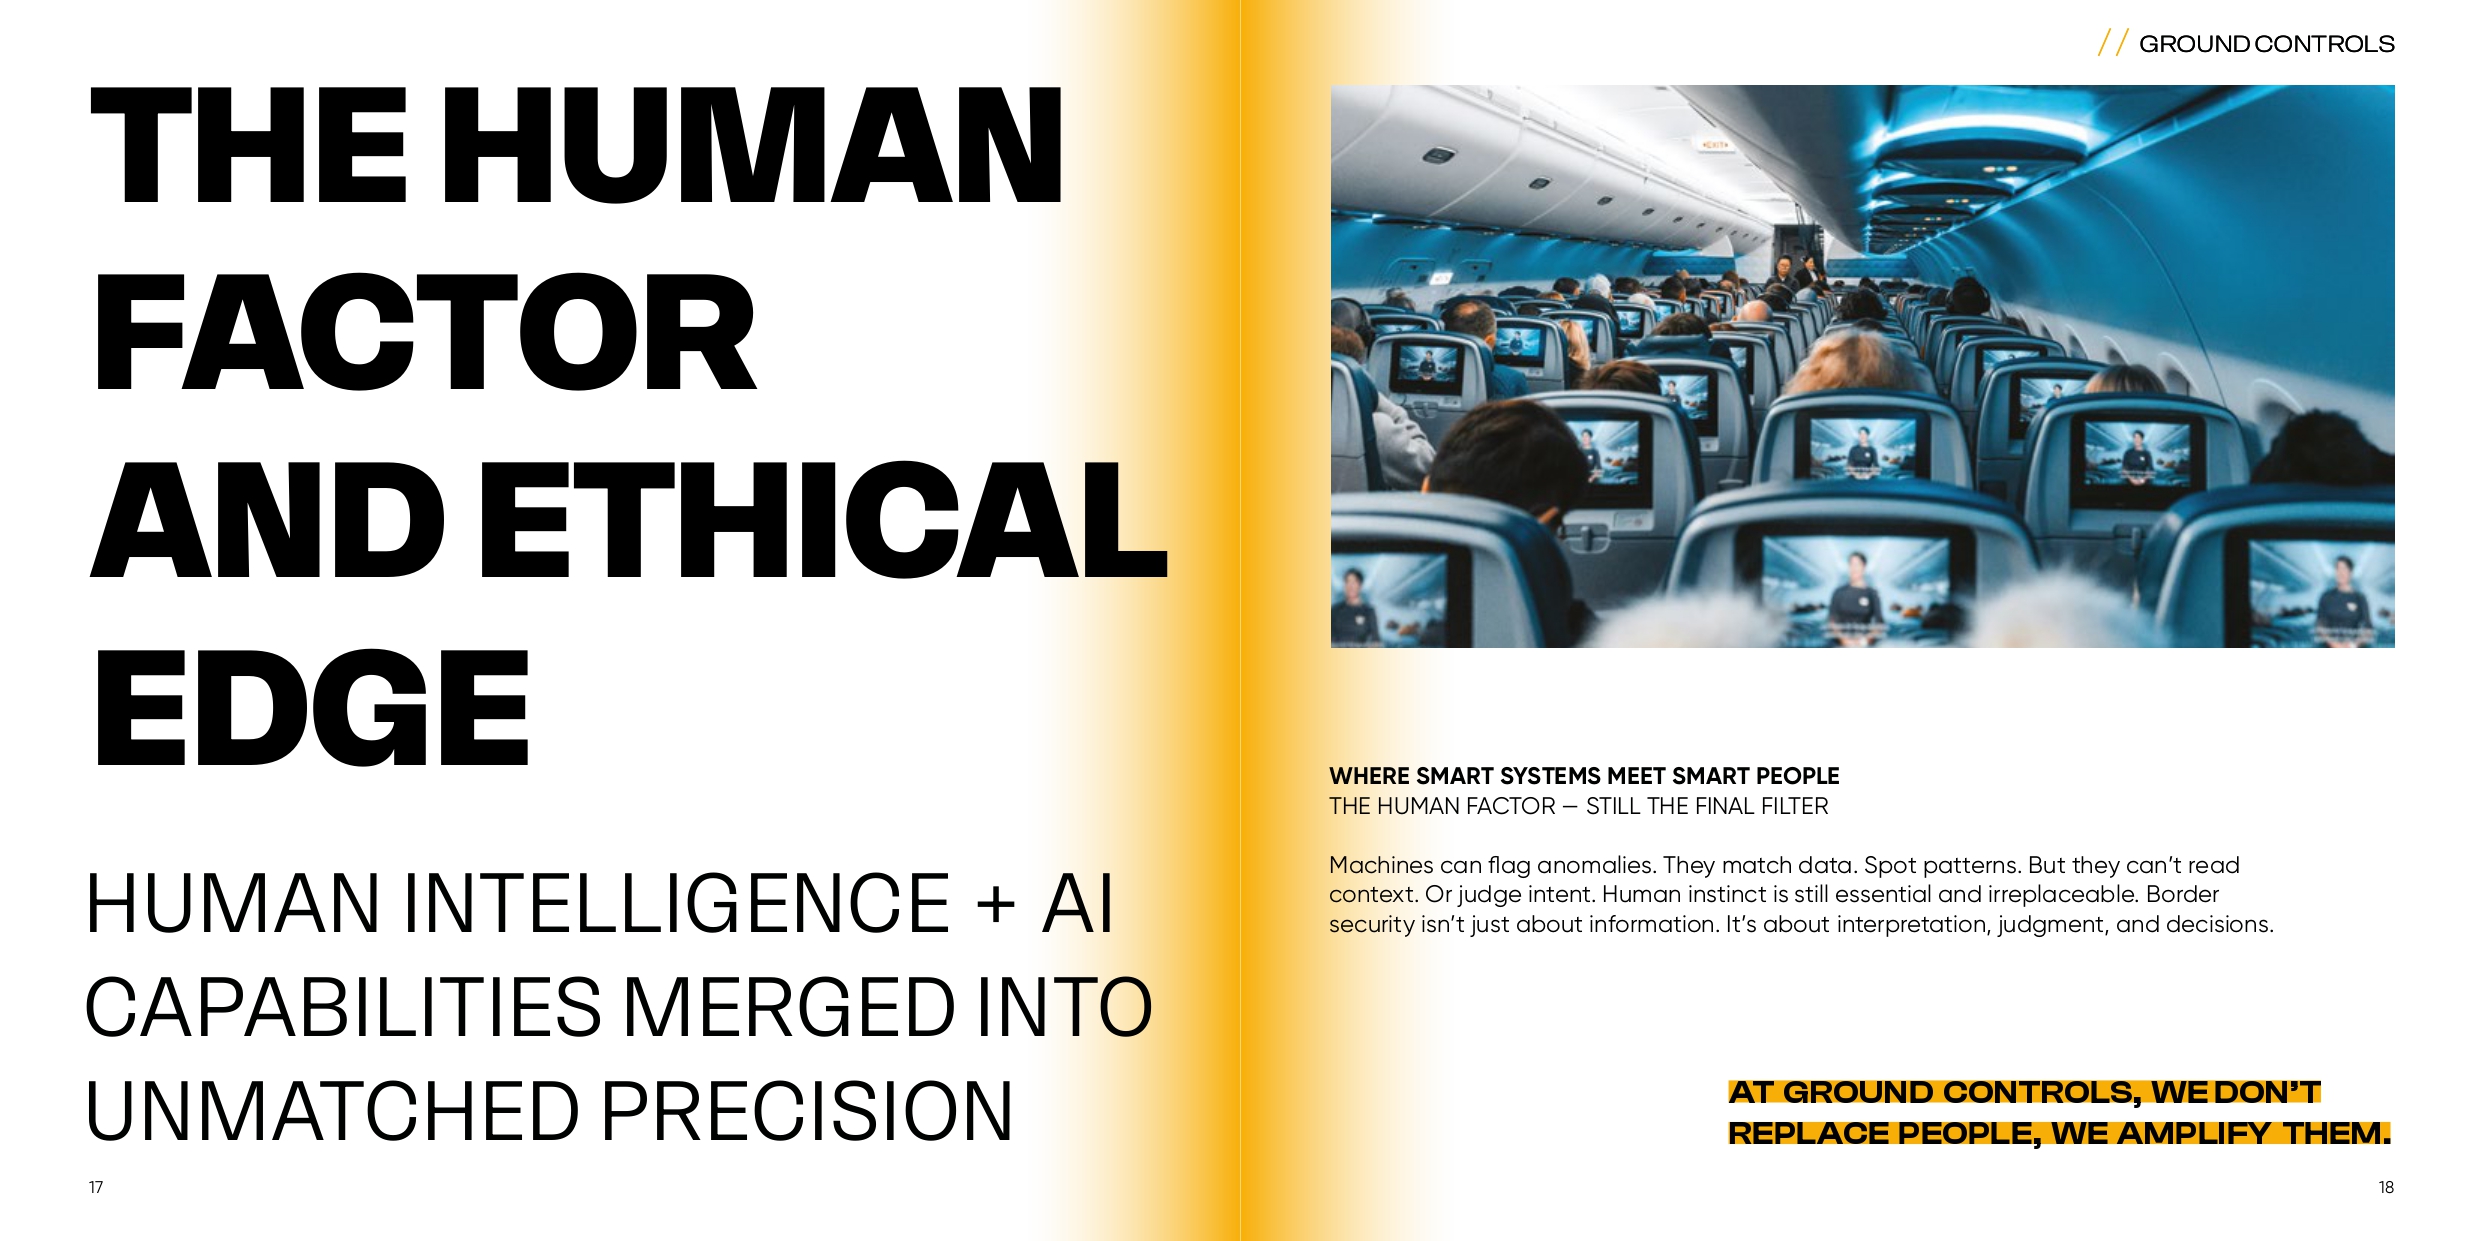 THE HUMAN
FACTOR
AND ETHICAL
EDGE
HUMAN INTELLIGENCE + AI
CAPABILITIES MERGED INTO
UNMATCHED PRECISION
17
// GROUND CONTROLS
EXIT
WHERE SMART SYSTEMS MEET SMART PEOPLE
THE HUMAN FACTOR — STILL THE FINAL FILTER
Machines can flag anomalies. They match data. Spot patterns. But they can’t read
context. Or judge intent. Human instinct is still essential and irreplaceable. Border
security isn’t just about information. It’s about interpretation, judgment, and decisions.
AT GROUND CONTROLS, WE DON’T
REPLACE PEOPLE, WE AMPLIFY THEM.
18